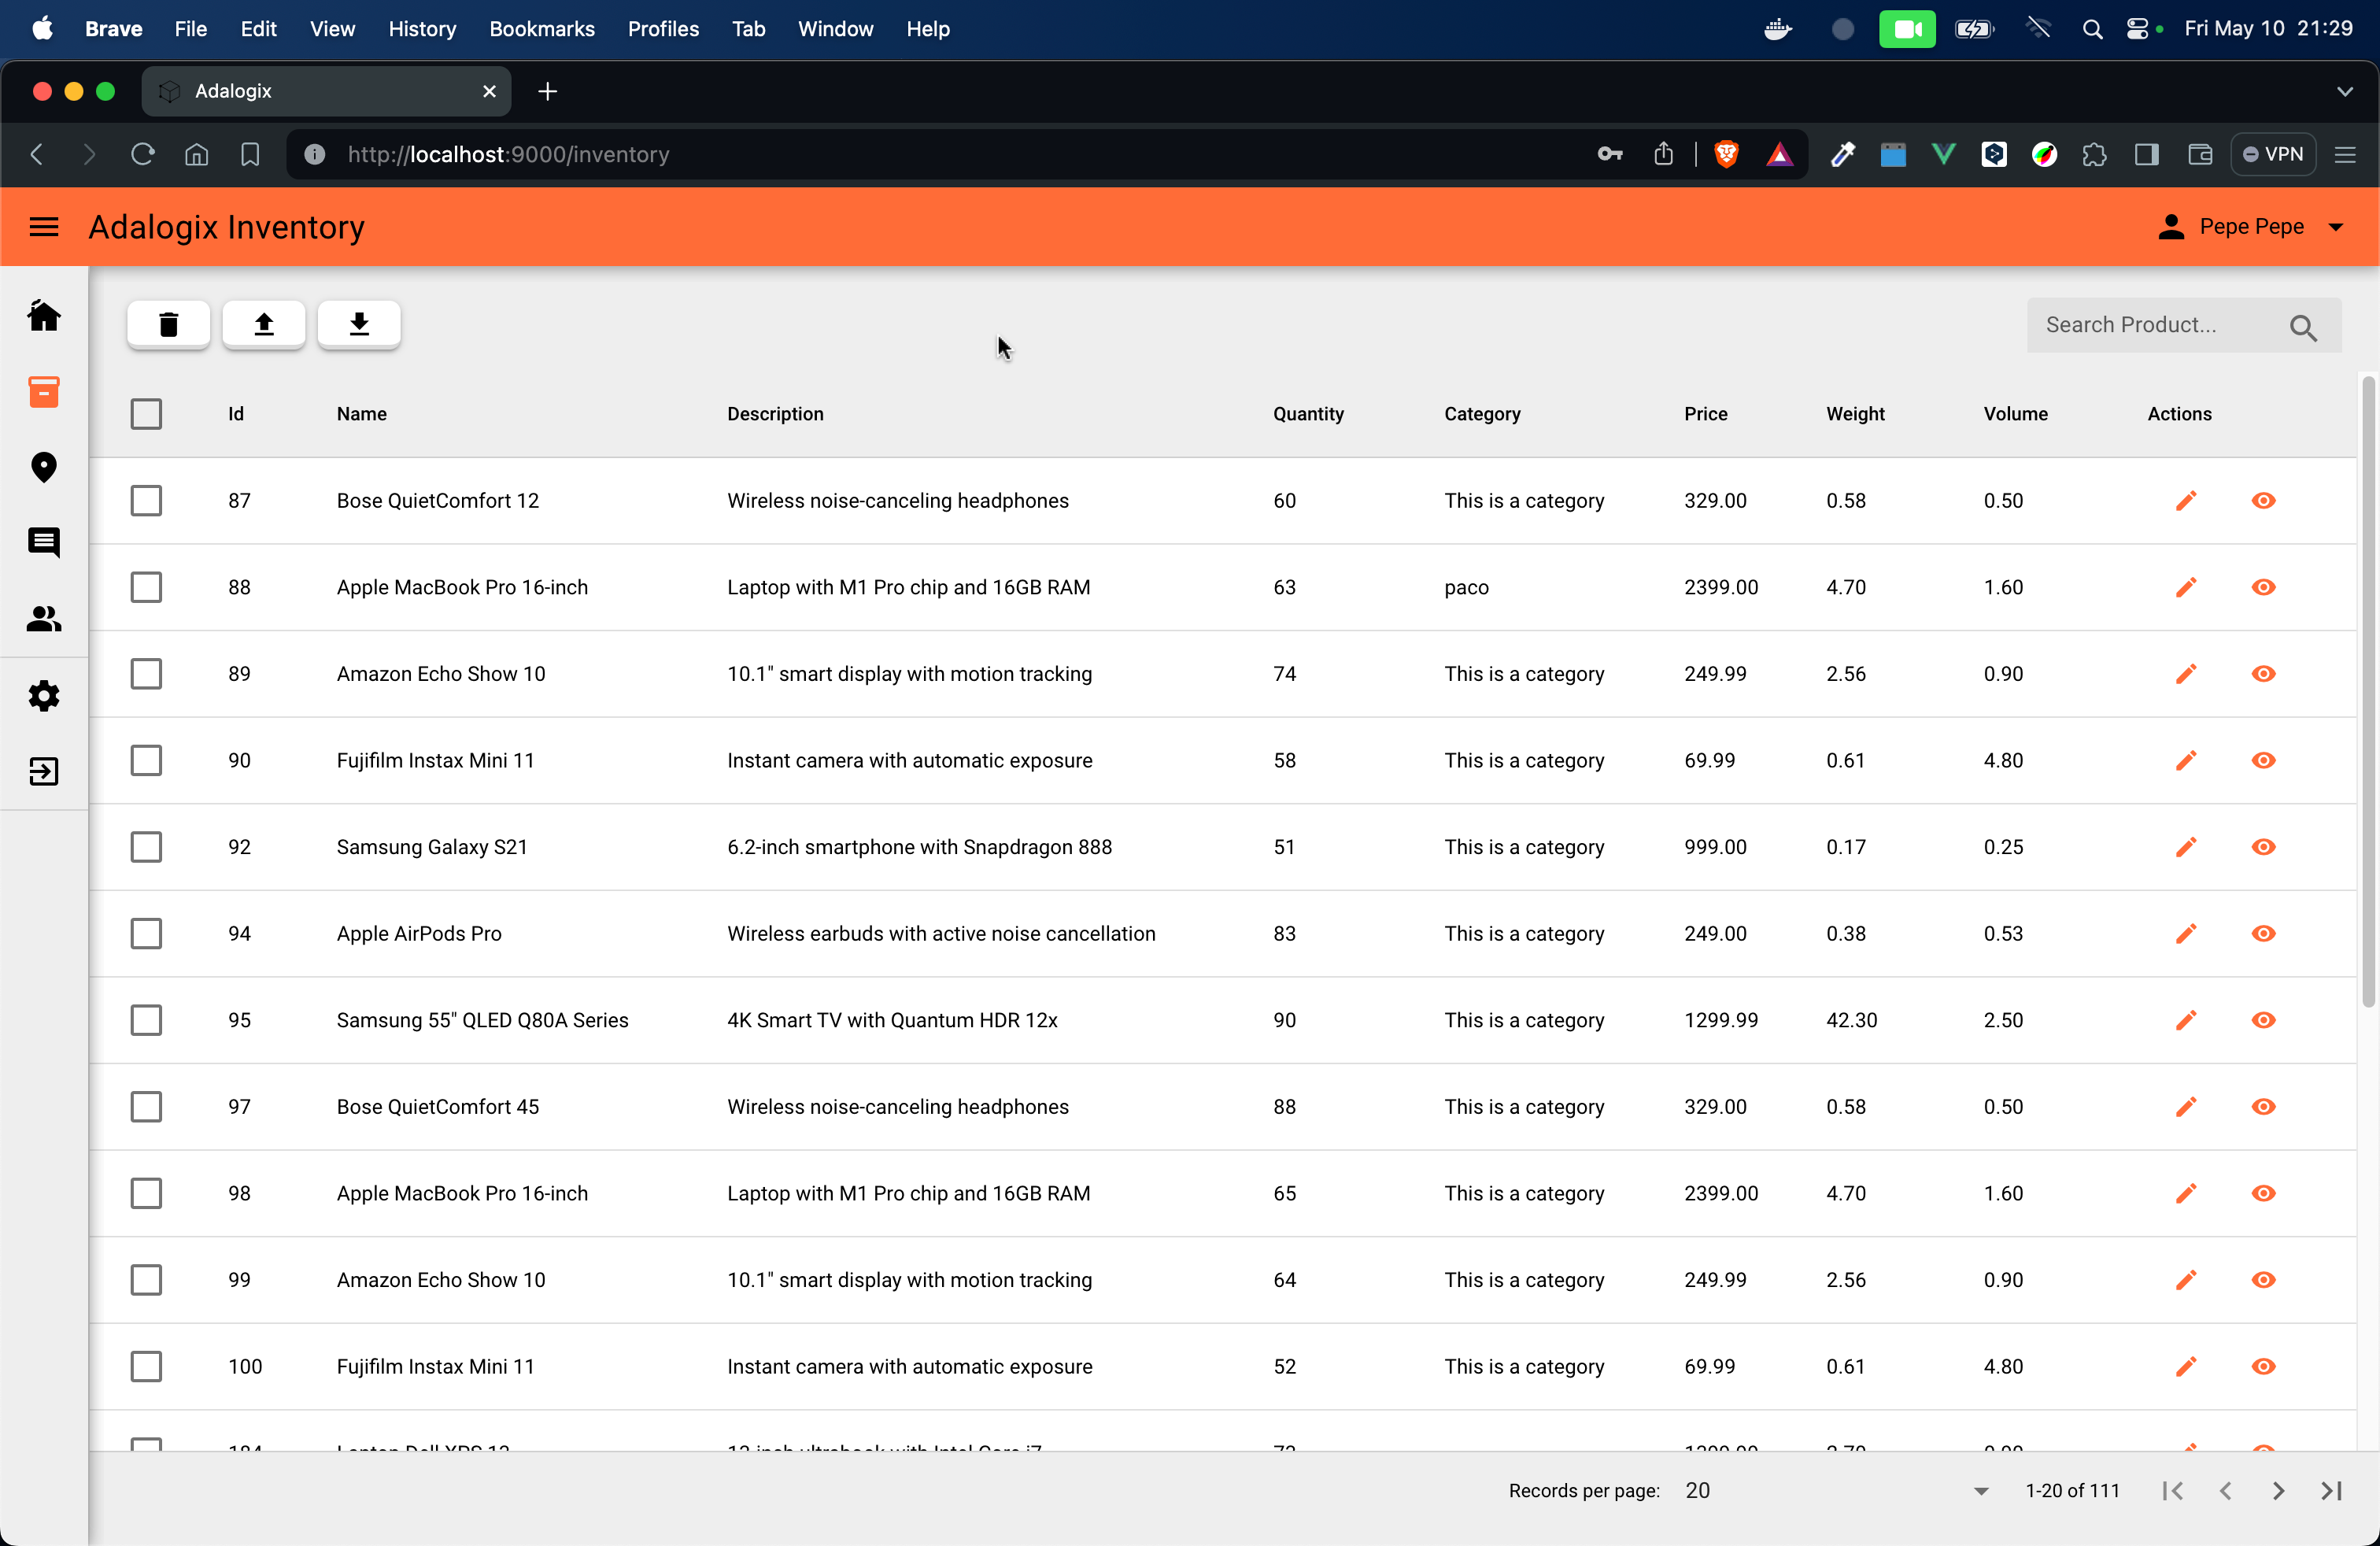 Brave File Edit View History Bookmarks Profiles Tab Window Help Fri May 10 21:29
Adalogix
http://localhost:9000/inventory VPN
Adalogix Inventory Pepe Pepe
Search Product...
Id Name Description Quantity Category Price Weight Volume Actions
87 Bose QuietComfort 12 Wireless noise-canceling headphones 60 This is a category 329.00 0.58 0.50
88 Apple MacBook Pro 16-inch Laptop with M1 Pro chip and 16GB RAM 63 paco 2399.00 4.70 1.60
89 Amazon Echo Show 10 10.1" smart display with motion tracking 74 This is a category 249.99 2.56 0.90
90 Fujifilm Instax Mini 11 Instant camera with automatic exposure 58 This is a category 69.99 0.61 4.80
92 Samsung Galaxy S21 6.2-inch smartphone with Snapdragon 888 51 This is a category 999.00 0.17 0.25
94 Apple AirPods Pro Wireless earbuds with active noise cancellation 83 This is a category 249.00 0.38 0.53
95 Samsung 55" QLED Q80A Series 4K Smart TV with Quantum HDR 12x 90 This is a category 1299.99 42.30 2.50
97 Bose QuietComfort 45 Wireless noise-canceling headphones 88 This is a category 329.00 0.58 0.50
98 Apple MacBook Pro 16-inch Laptop with M1 Pro chip and 16GB RAM 65 This is a category 2399.00 4.70 1.60
99 Amazon Echo Show 10 10.1" smart display with motion tracking 64 This is a category 249.99 2.56 0.90
100 Fujifilm Instax Mini 11 Instant camera with automatic exposure 52 This is a category 69.99 0.61 4.80
Laptop Dell XPS 13 ultrabook with Intel Core i7
Records per page: 20 1-20 of 111